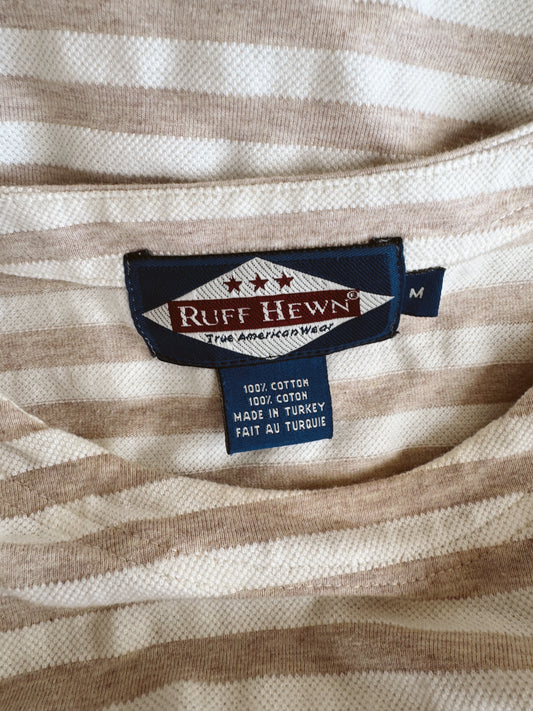 RUFF HEWN®
True American Wear
M
100% COTTON
100% COTON
MADE IN TURKEY
FAIT AU TURQUIE